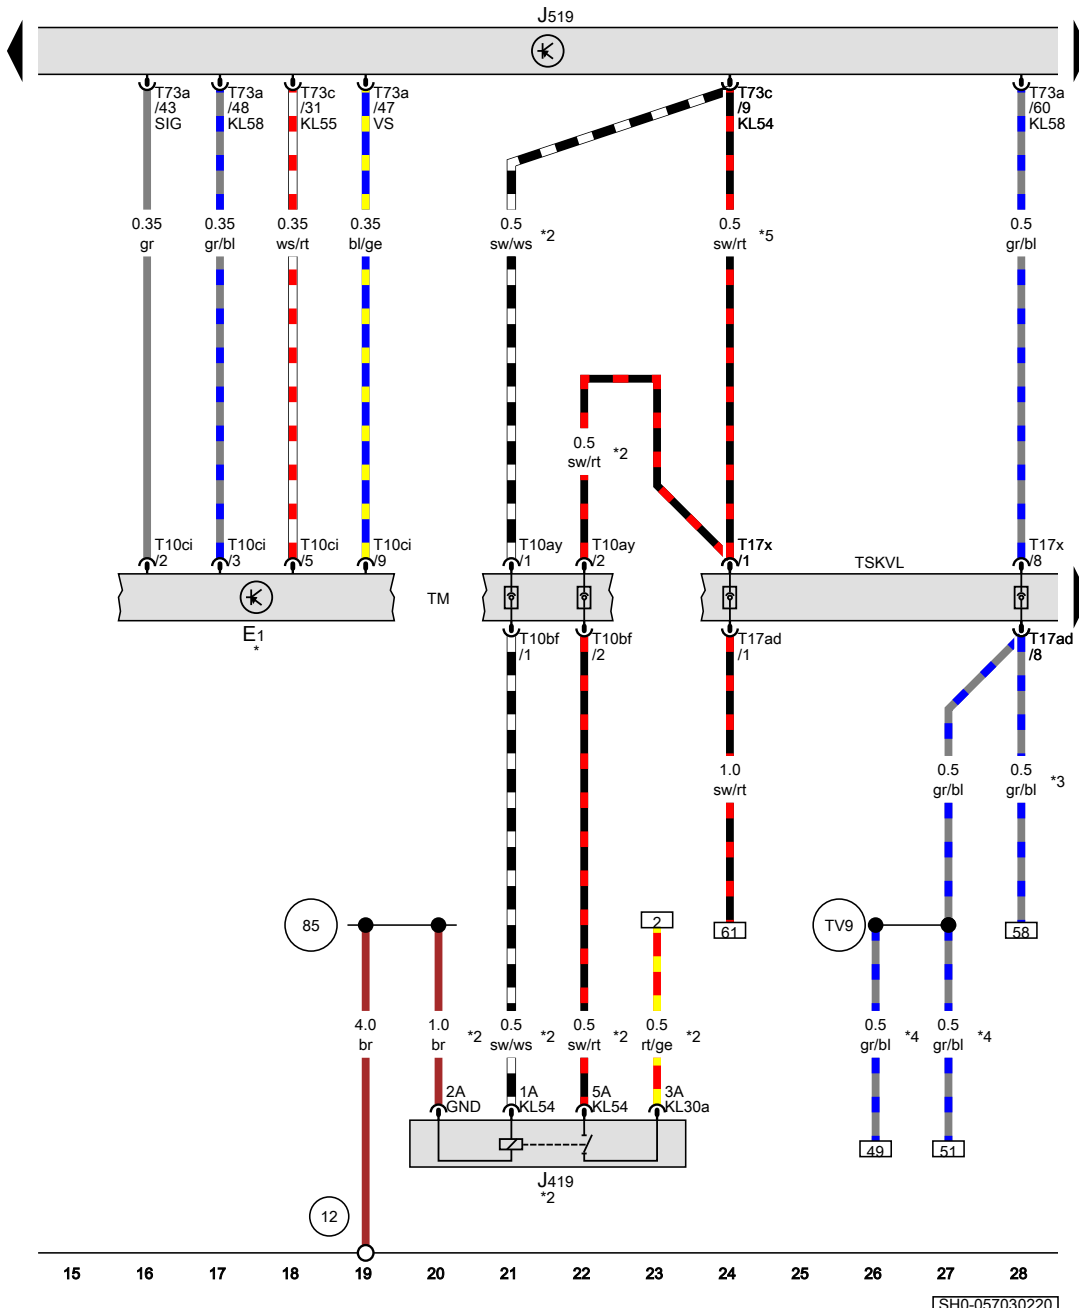 J519
T73a
/43
SIG
T73a
/48
KL58
T73c
/31
KL55
T73a
/47
VS
T73c
/9
KL54
T73a
/60
KL58
0.35
gr
0.35
gr/bl
0.35
ws/rt
0.35
bl/ge
0.5
sw/ws
*2
0.5
sw/rt
*5
0.5
gr/bl
0.5
sw/rt
*2
T10ci
/2
T10ci
/3
T10ci
/5
T10ci
/9
T10ay
/1
T10ay
/2
T17x
/1
TSKVL
T17x
/8
E1
*
TM
T10bf
/1
T10bf
/2
T17ad
/1
T17ad
/8
1.0
sw/rt
0.5
gr/bl
0.5
gr/bl
*3
85
2
61
TV9
58
4.0
br
1.0
br
*2
0.5
sw/ws
*2
0.5
sw/rt
*2
0.5
rt/ge
*2
0.5
gr/bl
*4
0.5
gr/bl
*4
2A
GND
1A
KL54
5A
KL54
3A
KL30a
49
51
J419
*2
12
15 16 17 18 19 20 21 22 23 24 25 26 27 28
SH0-057030220